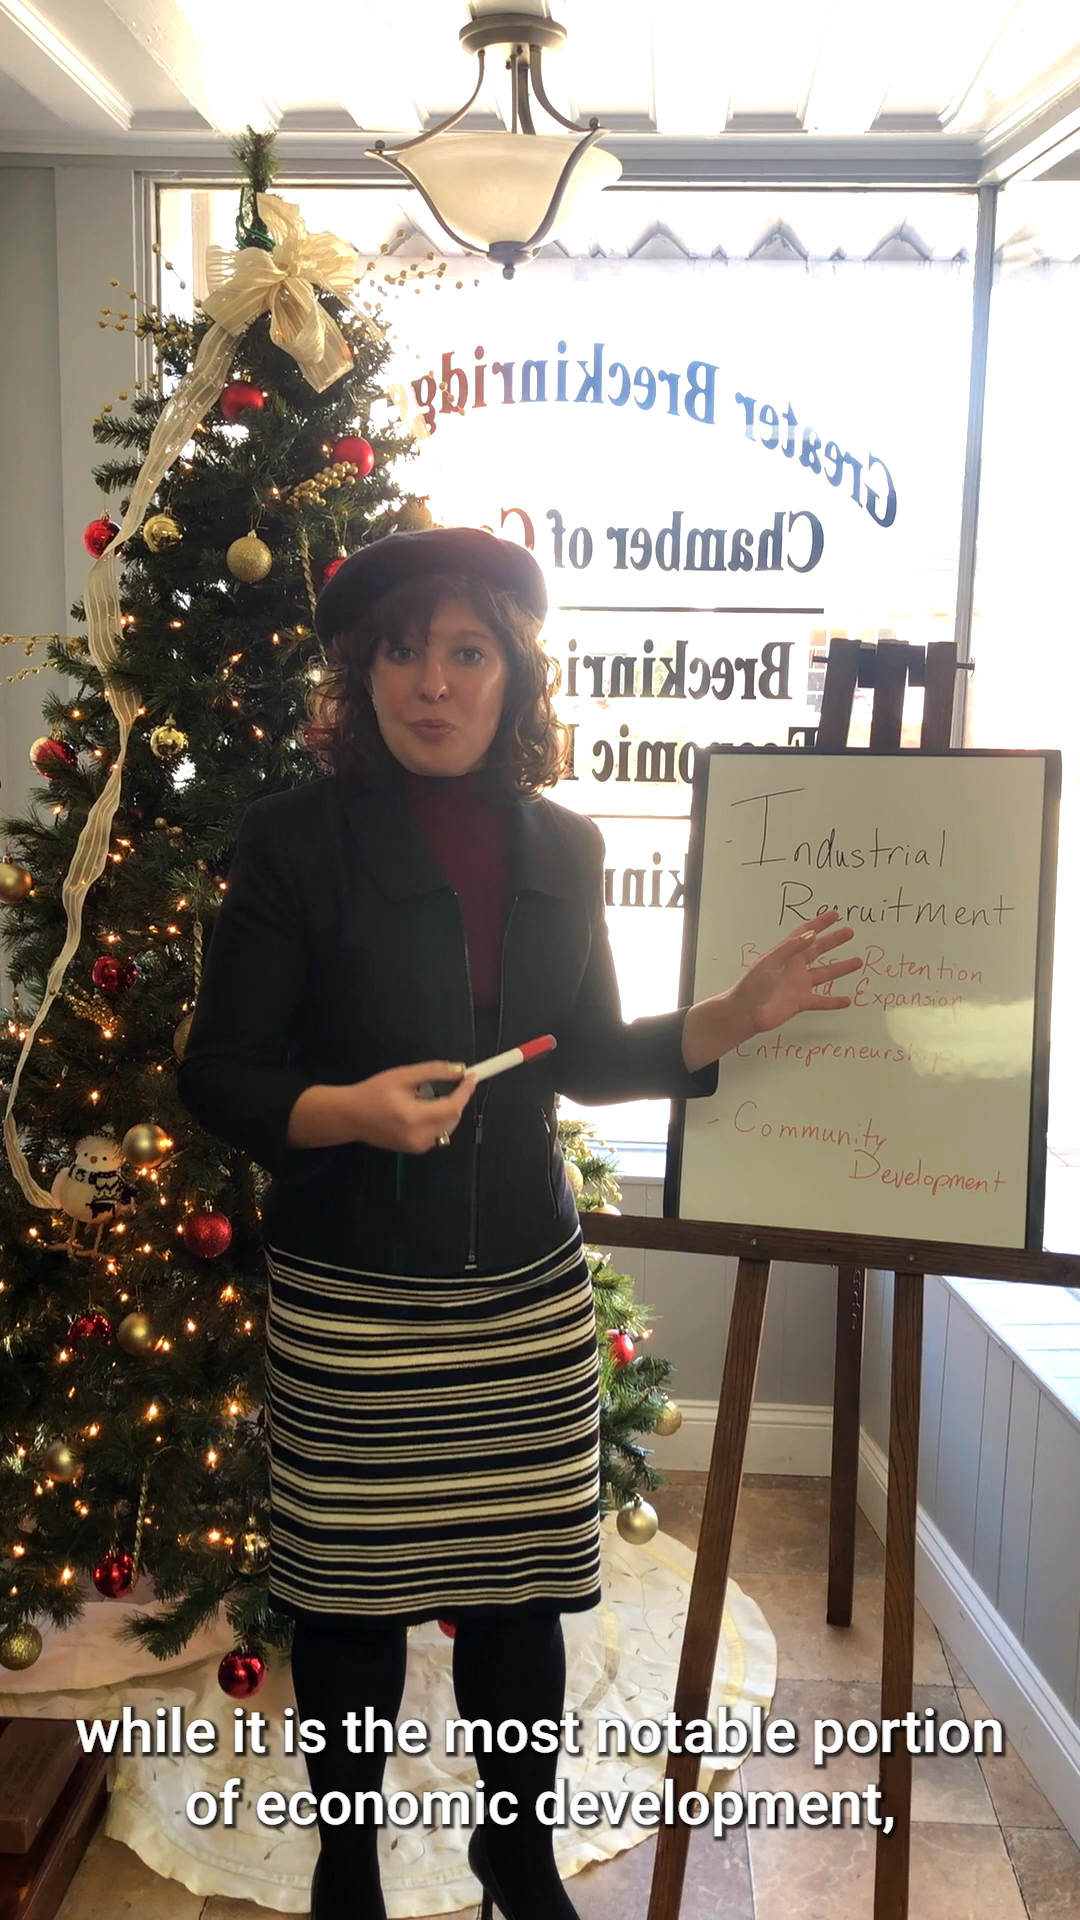 Greater Breckinridge
Chamber of
Breckinri
Economic
- Industrial
Recruitment
- Retention
Expansion
Entrepreneurship
- Community
Development
while it is the most notable portion
of economic development,